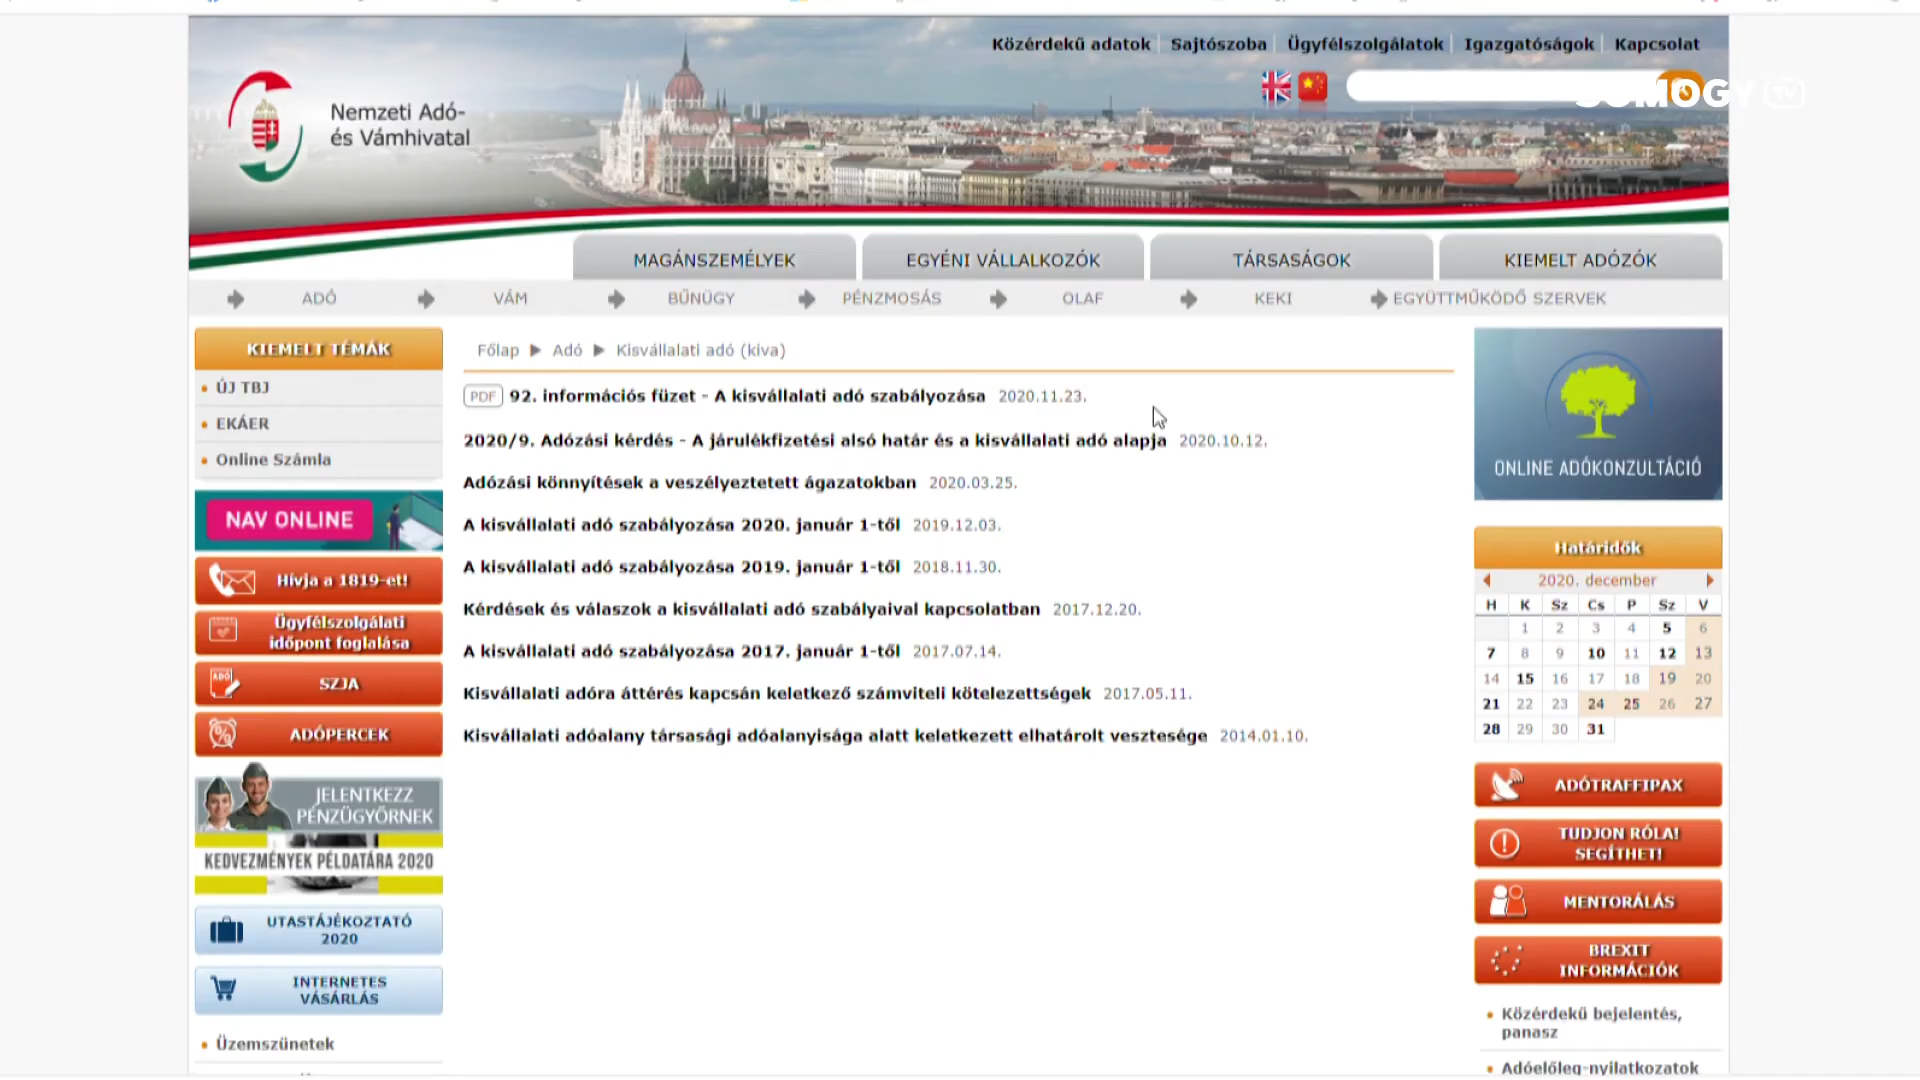 Közérdekű adatok
Sajtószoba
Ügyfélszolgálatok
Igazgatóságok
Kapcsolat
SOMOGY TV
Nemzeti Adó-
és Vámhivatal
MAGÁNSZEMÉLYEK
EGYÉNI VÁLLALKOZÓK
TÁRSASÁGOK
KIEMELT ADÓZÓK
ADÓ
VÁM
BŰNÜGY
PÉNZMOSÁS
OLAF
KEKI
EGYÜTTMŰKÖDŐ SZERVEK
KIEMELT TÉMÁK
ÚJ TBJ
EKÁER
Online Számla
NAV ONLINE
Hívja a 1819-et!
Ügyfélszolgálati
időpont foglalása
ADÓ
SZJA
ADÓPERCEK
JELENTKEZZ
PÉNZÜGYŐRNEK
KEDVEZMÉNYEK PÉLDATÁRA 2020
UTASTÁJÉKOZTATÓ
2020
INTERNETES
VÁSÁRLÁS
Üzemszünetek
Főlap ▶ Adó ▶ Kisvállalati adó (kiva)
PDF 92. információs füzet - A kisvállalati adó szabályozása 2020.11.23.
2020/9. Adózási kérdés - A járulékfizetési alsó határ és a kisvállalati adó alapja 2020.10.12.
Adózási könnyítések a veszélyeztetett ágazatokban 2020.03.25.
A kisvállalati adó szabályozása 2020. január 1-től 2019.12.03.
A kisvállalati adó szabályozása 2019. január 1-től 2018.11.30.
Kérdések és válaszok a kisvállalati adó szabályaival kapcsolatban 2017.12.20.
A kisvállalati adó szabályozása 2017. január 1-től 2017.07.14.
Kisvállalati adóra áttérés kapcsán keletkező számviteli kötelezettségek 2017.05.11.
Kisvállalati adóalany társasági adóalanyisága alatt keletkezett elhatárolt vesztesége 2014.01.10.
ONLINE ADÓKONZULTÁCIÓ
Határidők
2020. december
H K Sz Cs P Sz V
1 2 3 4 5 6
7 8 9 10 11 12 13
14 15 16 17 18 19 20
21 22 23 24 25 26 27
28 29 30 31
ADÓTRAFFIPAX
TUDJON RÓLA!
SEGÍTHET!
MENTORÁLÁS
BREXIT
INFORMÁCIÓK
Közérdekű bejelentés,
panasz
Adóelőleg-nyilatkozatok